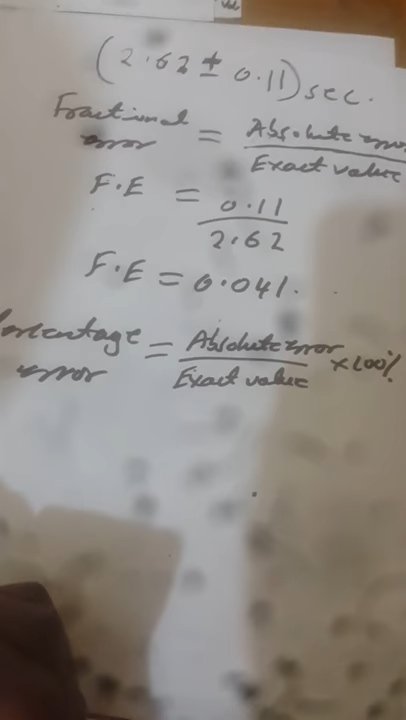 (2.62 ± 0.11) sec.
Fractional error = Absolute error / Exact value
F.E = 0.11 / 2.62
F.E = 0.041.
Percentage error = Absolute error / Exact value ×100%